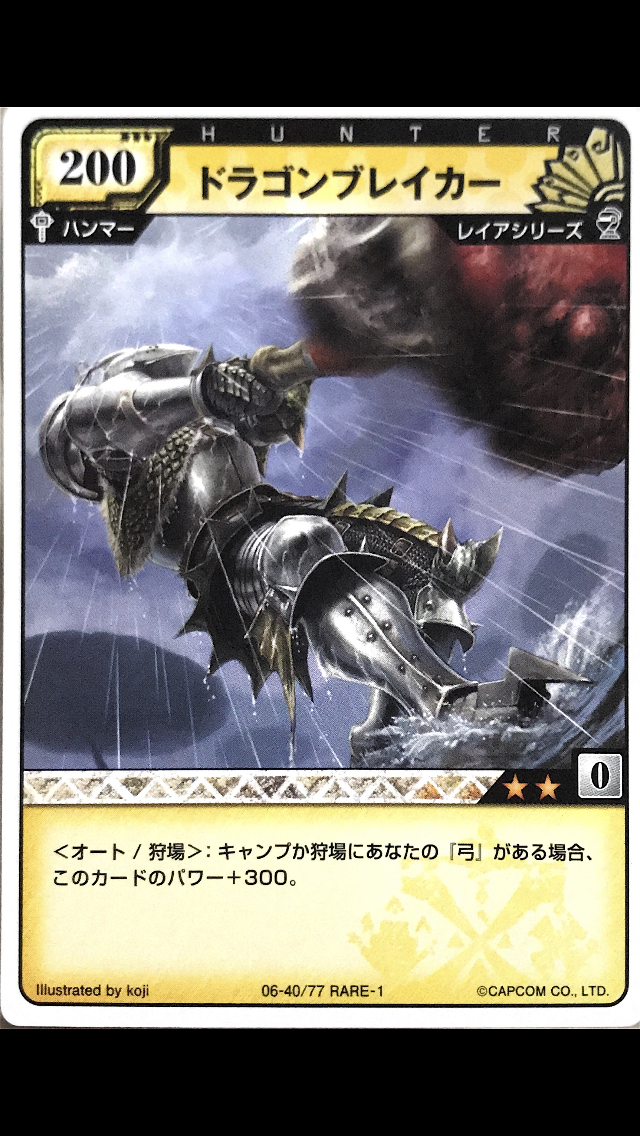 HUNTER
200
ドラゴンブレイカー
ハンマー
レイアシリーズ
0
<オート / 狩場>：キャンプか狩場にあなたの『弓』がある場合、
このカードのパワー＋300。
Illustrated by koji
06-40/77 RARE-1
©CAPCOM CO., LTD.